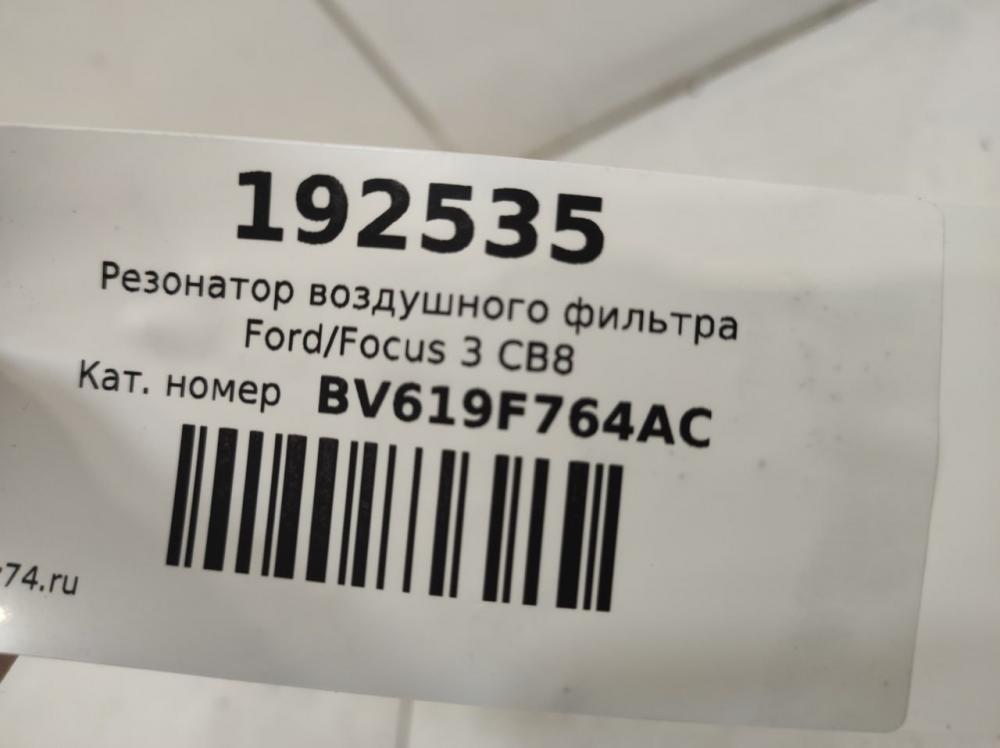 192535
Резонатор воздушного фильтра
Ford/Focus 3 CB8
Кат. номер BV619F764AC
74.ru